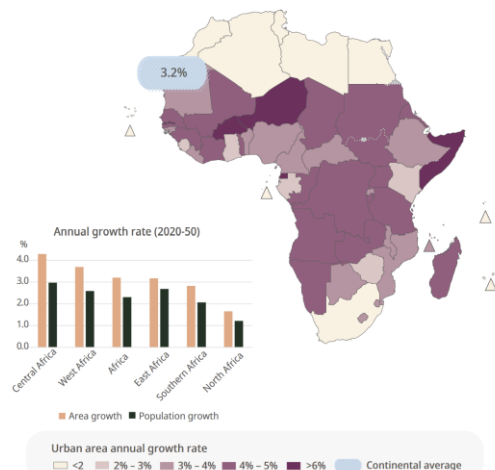 3.2%
Annual growth rate (2020-50)
%
4.0
3.0
2.0
1.0
0.0
Central Africa
West Africa
Africa
East Africa
Southern Africa
North Africa
Area growth Population growth
Urban area annual growth rate
<2 2% – 3% 3% – 4% 4% – 5% >6% Continental average